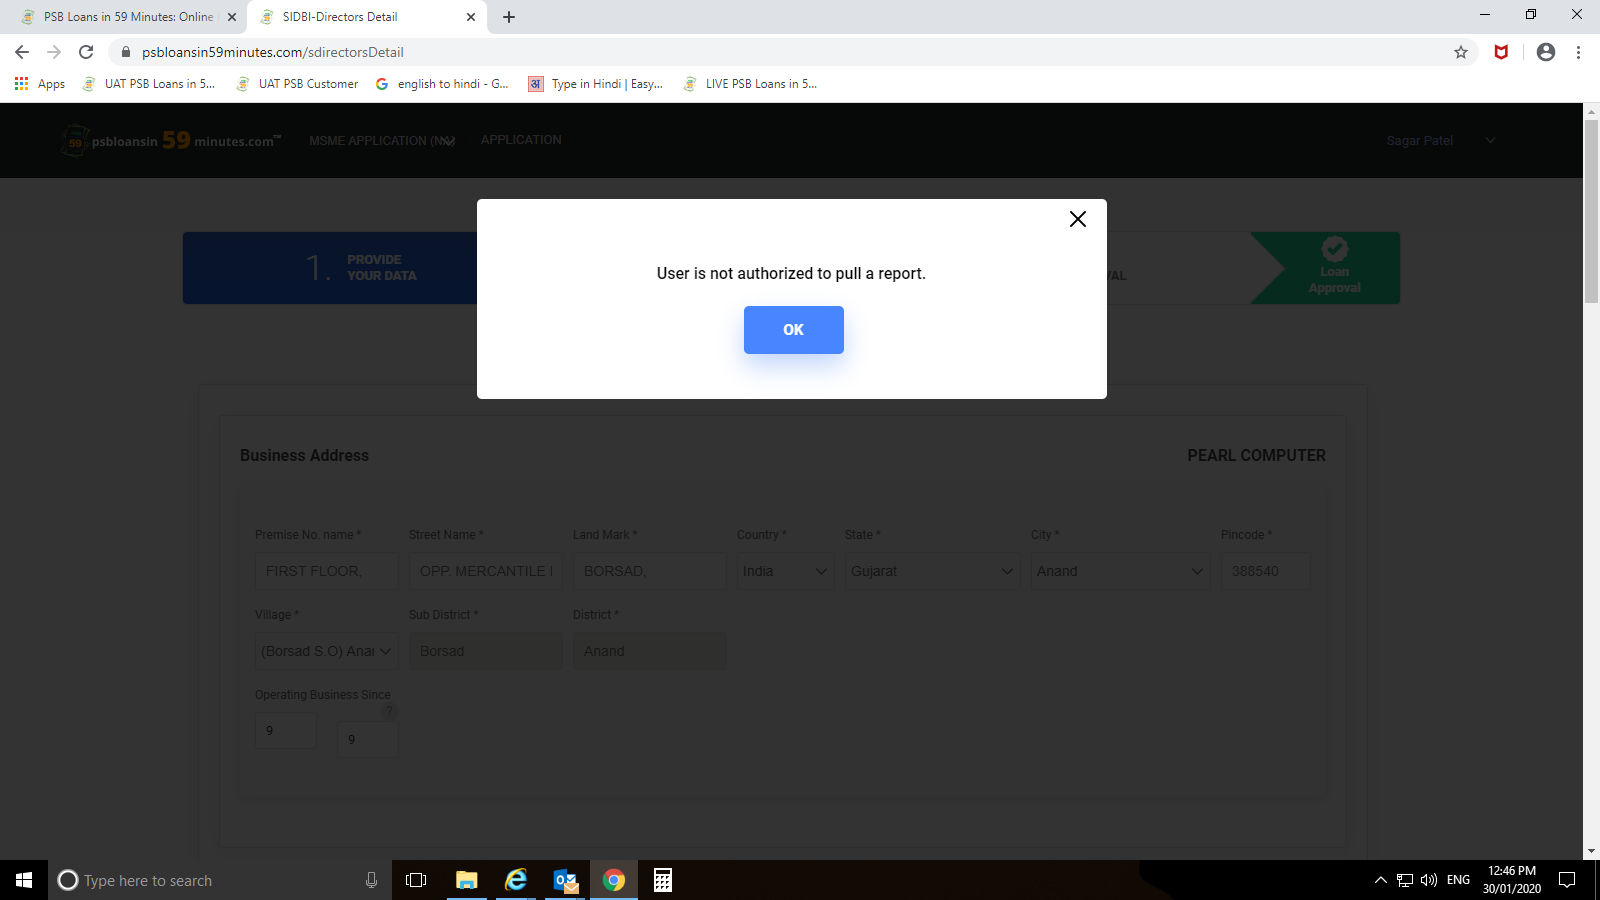 PSB Loans in 59 Minutes: Online
SIDBI-Directors Detail
psbloansin59minutes.com/sdirectorsDetail
Apps
UAT PSB Loans in 5...
UAT PSB Customer
english to hindi - G...
अ
Type in Hindi | Easy...
LIVE PSB Loans in 5...
59 psbloansin 59 minutes.com™
MSME APPLICATION
APPLICATION
Sagar Patel
1. PROVIDE
YOUR DATA
Loan
Approval
User is not authorized to pull a report.
OK
Business Address
PEARL COMPUTER
Premise No. name * Street Name * Land Mark * Country * State * City * Pincode *
FIRST FLOOR, OPP. MERCANTILE BORSAD, India Gujarat Anand 388540
Village * Sub District * District *
(Borsad S.O) Borsad Anand
Operating Business Since
?
9
9
Type here to search
ENG
12:46 PM
30/01/2020